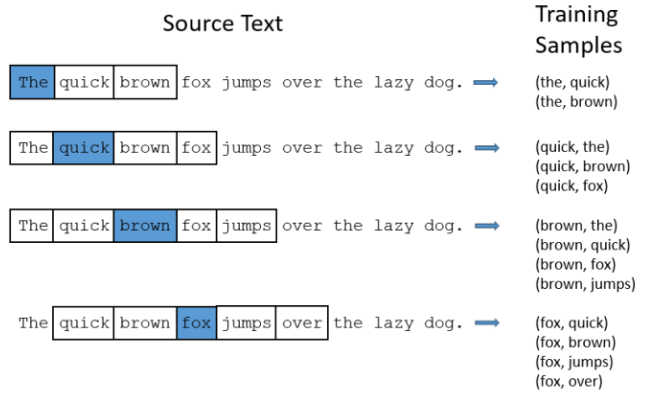 Source Text
Training
Samples
The quick brown fox jumps over the lazy dog.
(the, quick)
(the, brown)
The quick brown fox jumps over the lazy dog.
(quick, the)
(quick, brown)
(quick, fox)
The quick brown fox jumps over the lazy dog.
(brown, the)
(brown, quick)
(brown, fox)
(brown, jumps)
The quick brown fox jumps over the lazy dog.
(fox, quick)
(fox, brown)
(fox, jumps)
(fox, over)